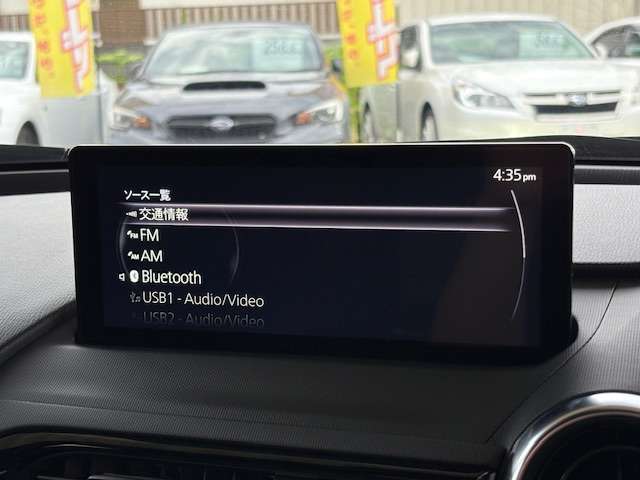 4:35pm
ソース一覧
交通情報
FM
AM
Bluetooth
USB1 - Audio/Video
USB2 - Audio/Video